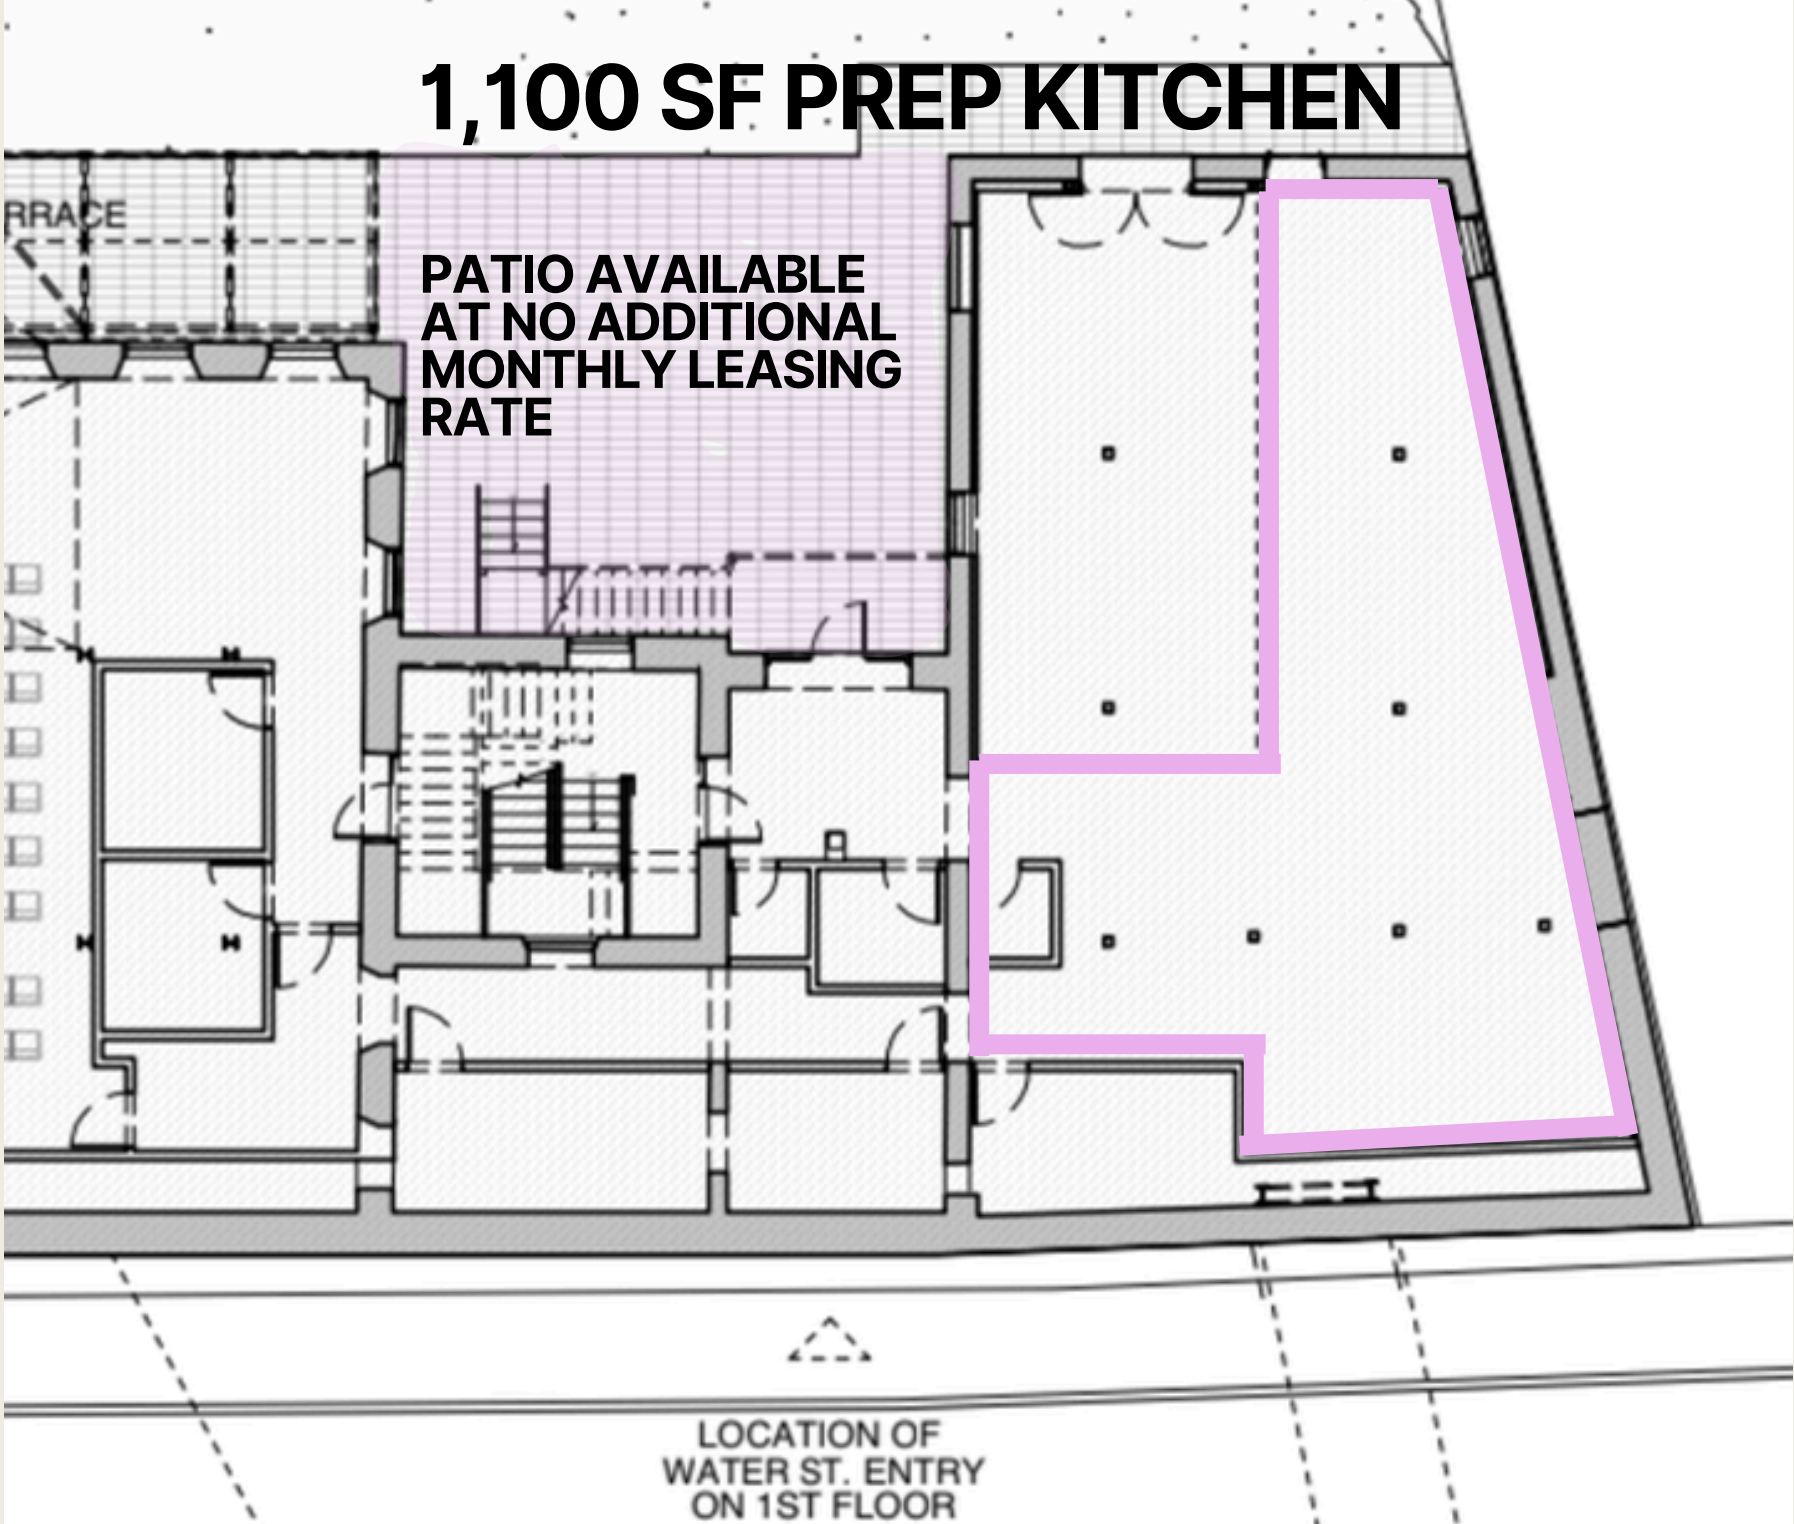 1,100 SF PREP KITCHEN
RRACE
PATIO AVAILABLE
AT NO ADDITIONAL
MONTHLY LEASING
RATE
LOCATION OF
WATER ST. ENTRY
ON 1ST FLOOR